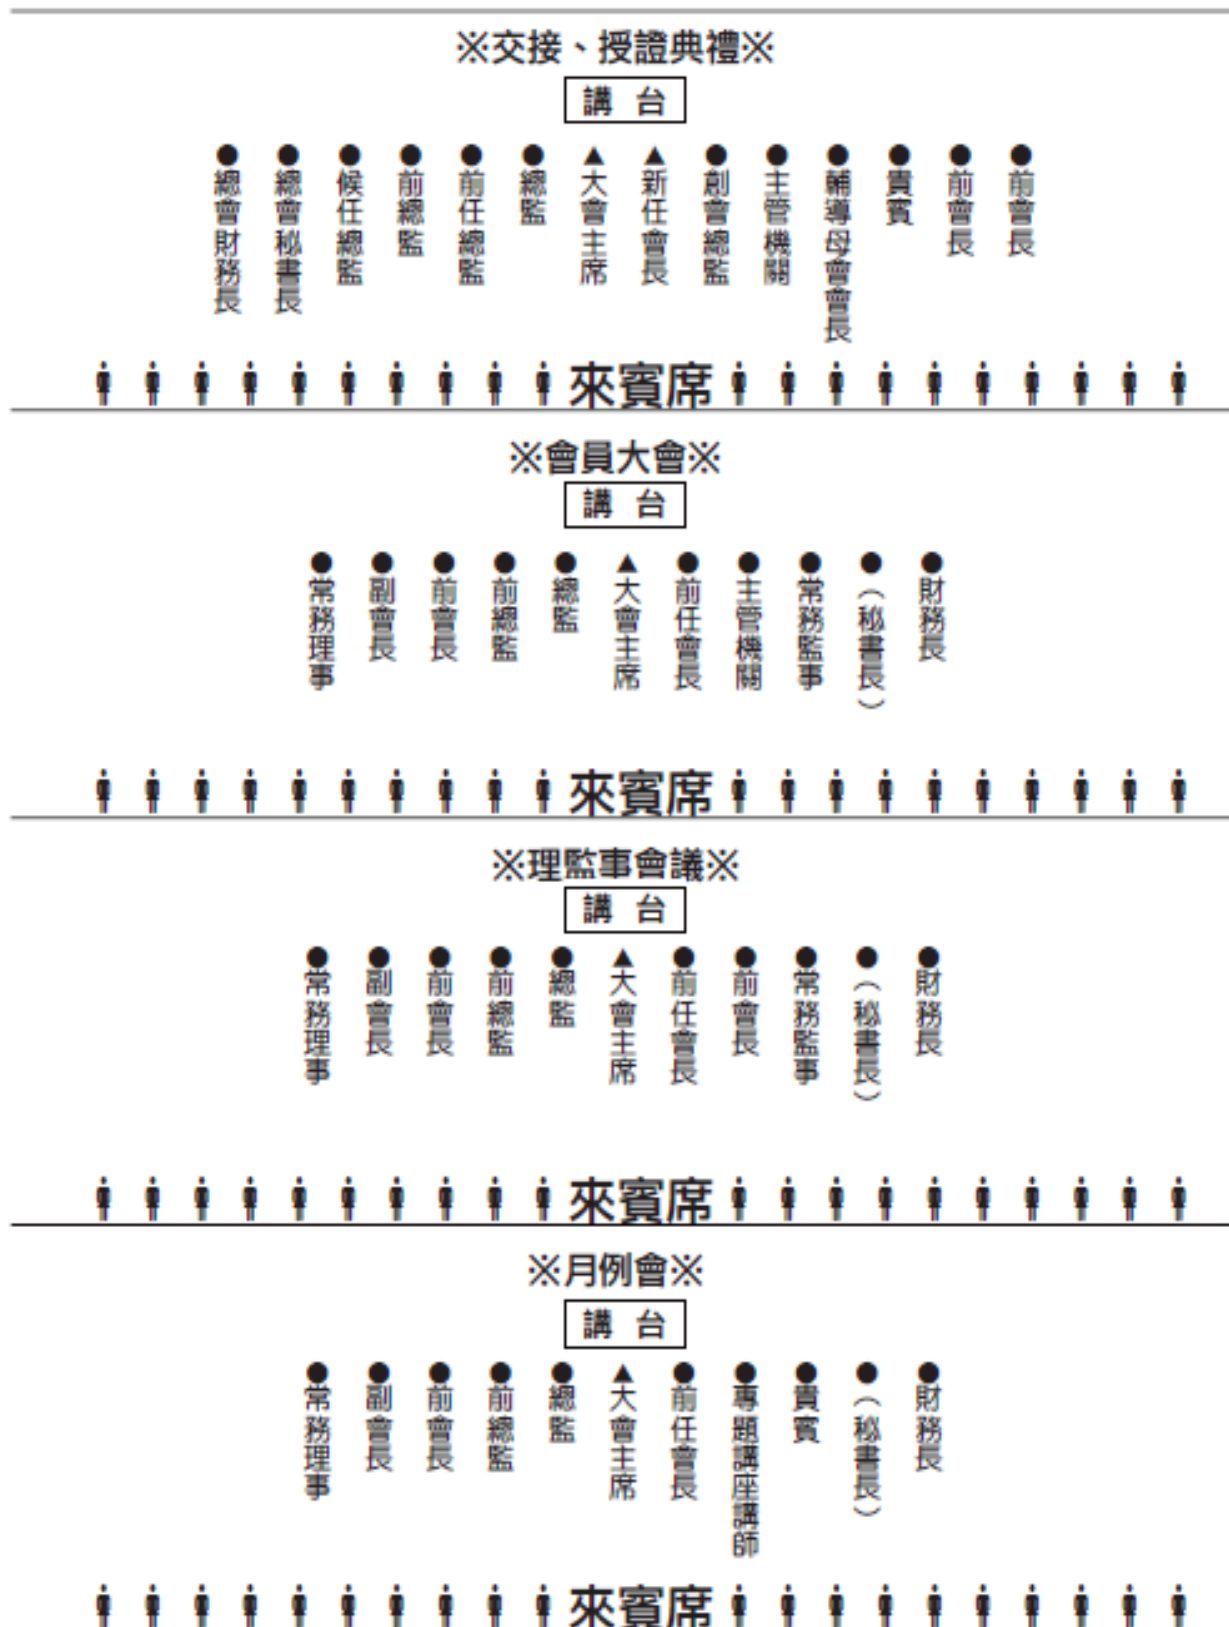 ※交接、授證典禮※
講 台
●總會財務長
●總會秘書長
●候任總監
●前總監
●前任總監
●總監
▲大會主席
▲新任會長
●創會總監
●主管機關
●輔導母會會長
●貴賓
●前會長
●前會長
來賓席
※會員大會※
講 台
●常務理事
●副會長
●前會長
●前總監
●總監
▲大會主席
●前任會長
●主管機關
●常務監事
●（秘書長）
●財務長
來賓席
※理監事會議※
講 台
●常務理事
●副會長
●前會長
●前總監
●總監
▲大會主席
●前任會長
●前會長
●常務監事
●（秘書長）
●財務長
來賓席
※月例會※
講 台
●常務理事
●副會長
●前會長
●前總監
●總監
▲大會主席
●前任會長
●專題講座講師
●貴賓
●（秘書長）
●財務長
來賓席